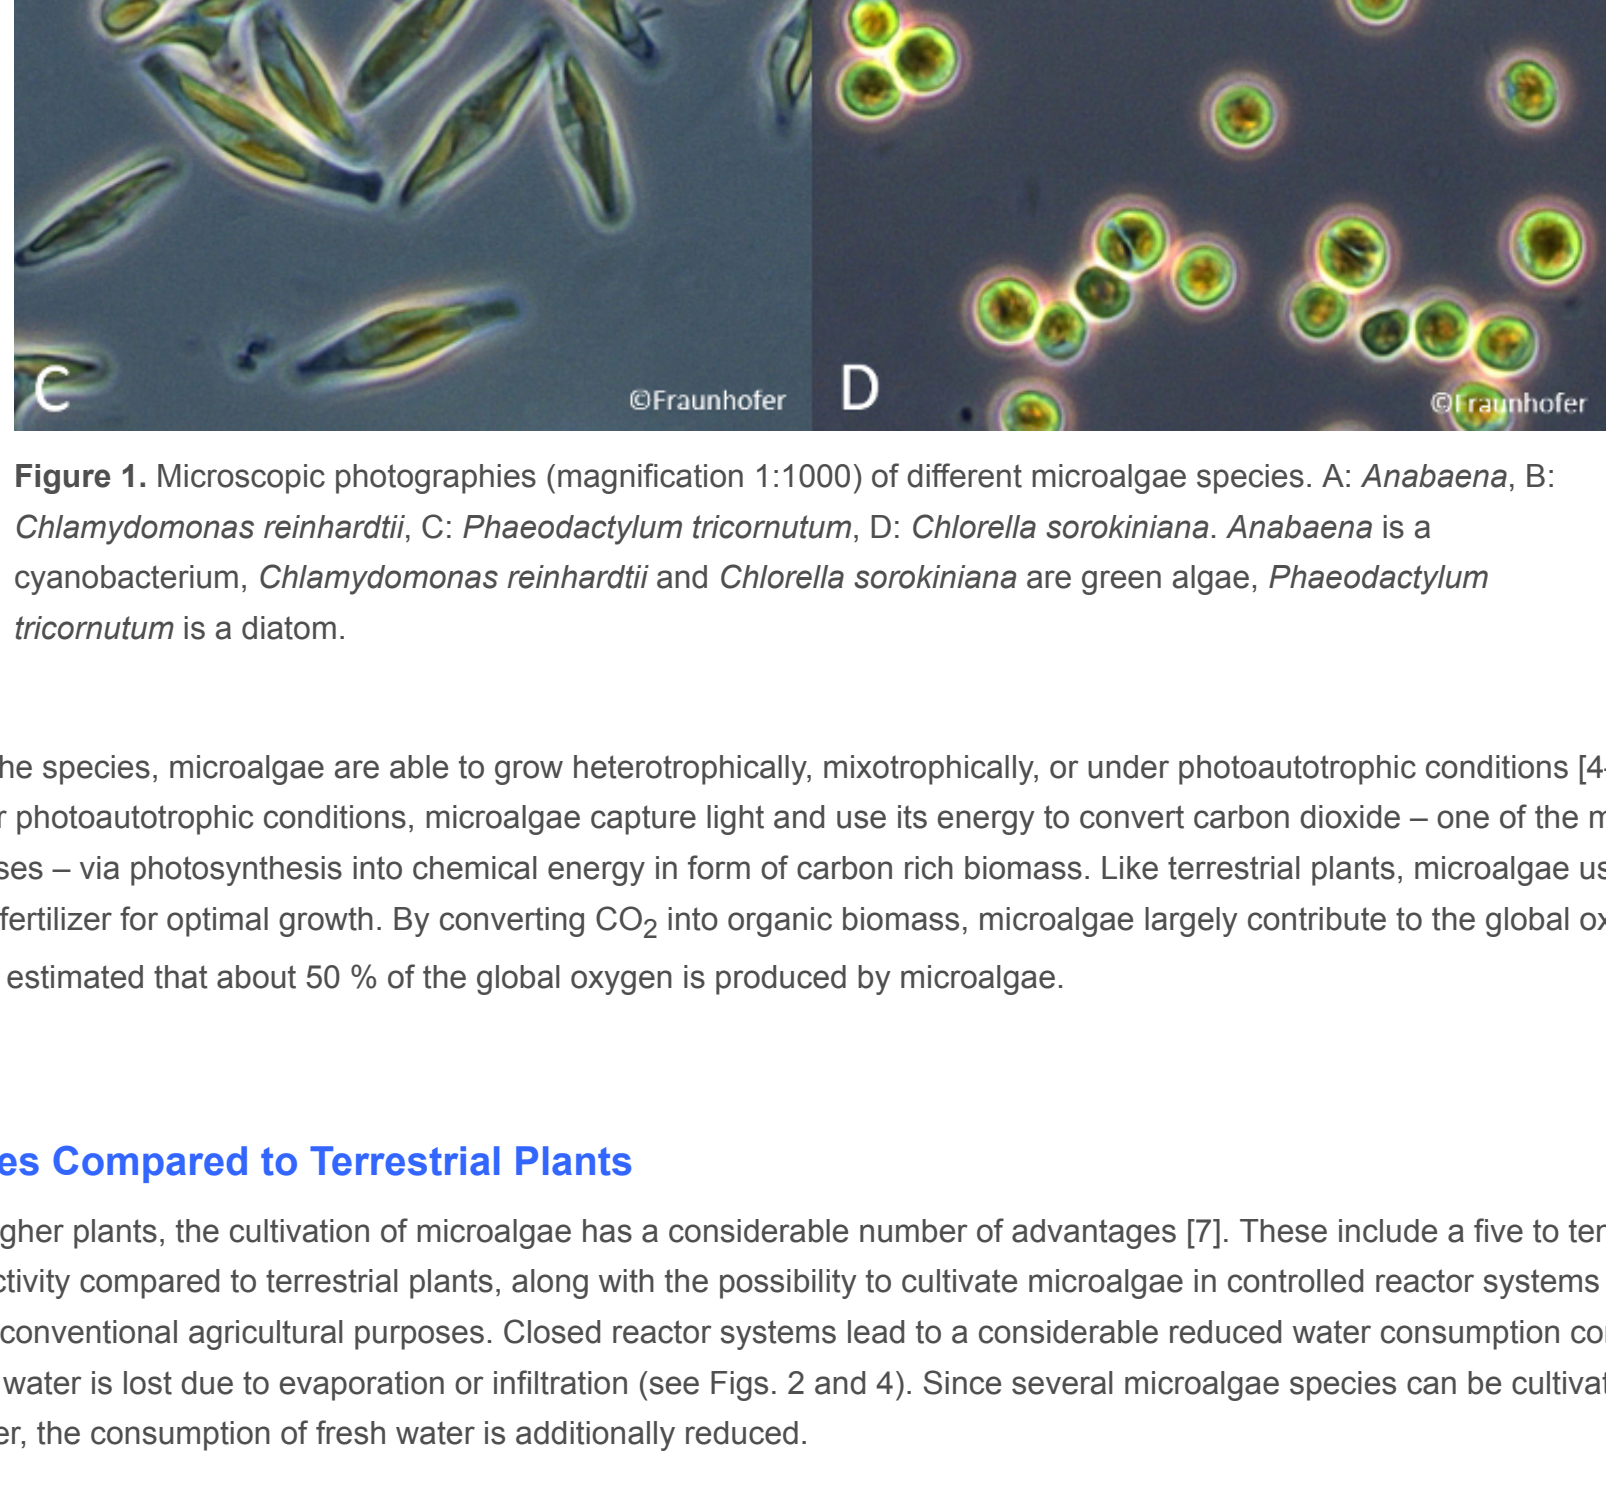 C
©Fraunhofer
D
©Fraunhofer
Figure 1. Microscopic photographies (magnification 1:1000) of different microalgae species. A: Anabaena, B:
Chlamydomonas reinhardtii, C: Phaeodactylum tricornutum, D: Chlorella sorokiniana. Anabaena is a
cyanobacterium, Chlamydomonas reinhardtii and Chlorella sorokiniana are green algae, Phaeodactylum
tricornutum is a diatom.
he species, microalgae are able to grow heterotrophically, mixotrophically, or under photoautotrophic conditions [4-
r photoautotrophic conditions, microalgae capture light and use its energy to convert carbon dioxide – one of the m
ses – via photosynthesis into chemical energy in form of carbon rich biomass. Like terrestrial plants, microalgae us
fertilizer for optimal growth. By converting CO2 into organic biomass, microalgae largely contribute to the global ox
estimated that about 50 % of the global oxygen is produced by microalgae.
es Compared to Terrestrial Plants
gher plants, the cultivation of microalgae has a considerable number of advantages [7]. These include a five to ten
ctivity compared to terrestrial plants, along with the possibility to cultivate microalgae in controlled reactor systems
conventional agricultural purposes. Closed reactor systems lead to a considerable reduced water consumption co
water is lost due to evaporation or infiltration (see Figs. 2 and 4). Since several microalgae species can be cultivat
er, the consumption of fresh water is additionally reduced.